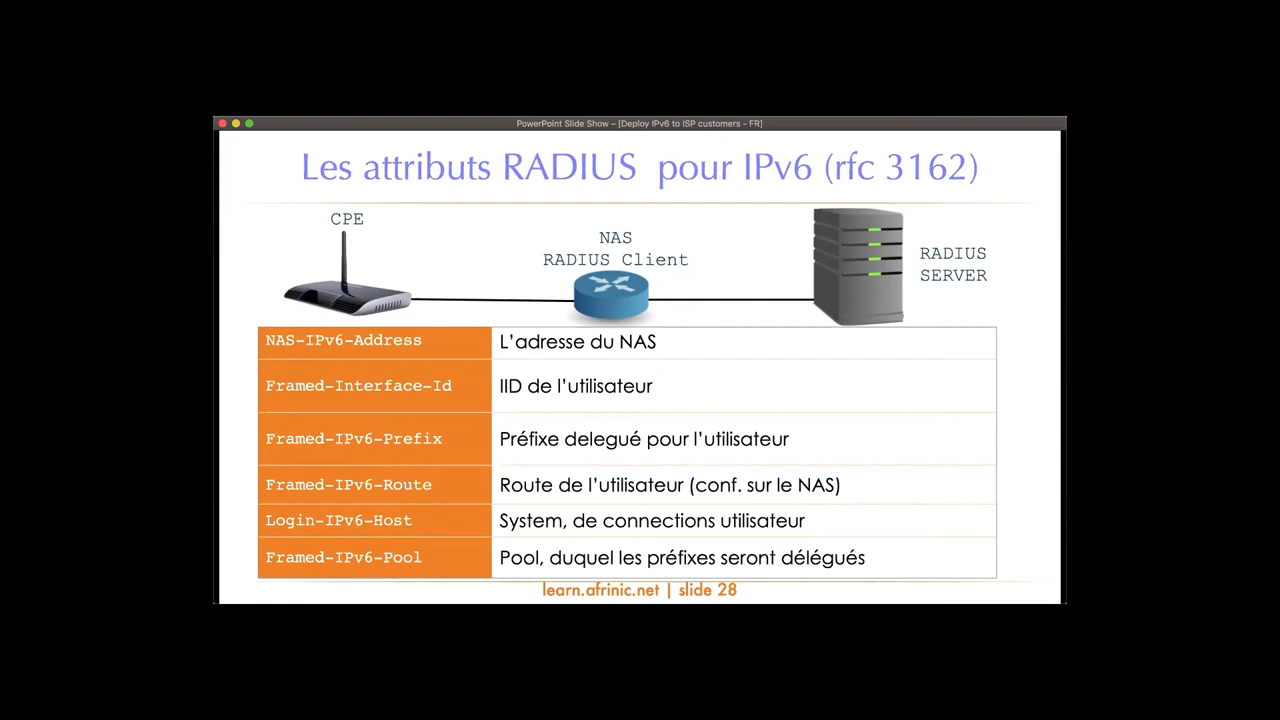 PowerPoint Slide Show – [Deploy IPv6 to ISP customers - FR]
Les attributs RADIUS pour IPv6 (rfc 3162)
CPE
NAS
RADIUS Client
RADIUS
SERVER
NAS-IPv6-Address L’adresse du NAS
Framed-Interface-Id IID de l’utilisateur
Framed-IPv6-Prefix Préfixe delegué pour l’utilisateur
Framed-IPv6-Route Route de l’utilisateur (conf. sur le NAS)
Login-IPv6-Host System, de connections utilisateur
Framed-IPv6-Pool Pool, duquel les préfixes seront délégués
learn.afrinic.net | slide 28